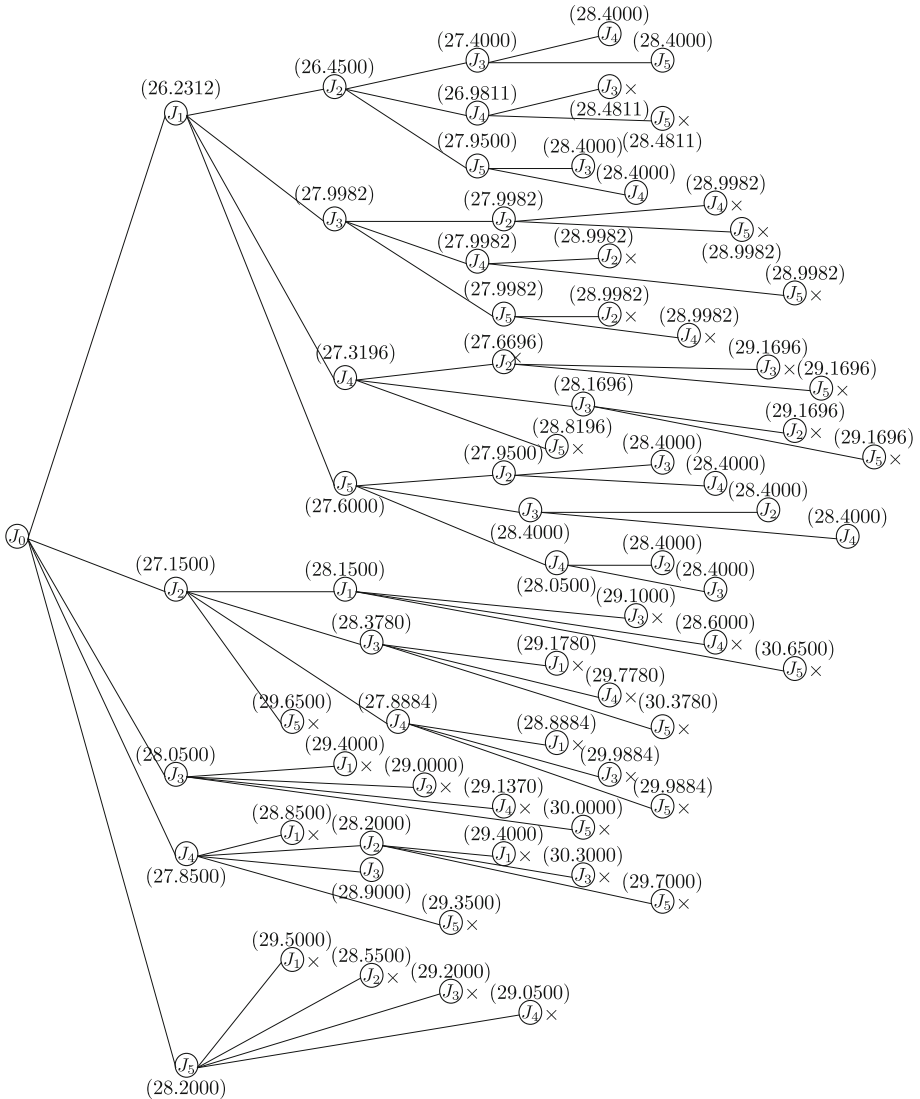 (28.4000)
J4
(27.4000) (28.4000)
J3 J5
(26.4500)
J2
(26.2312)
J1
(26.9811) J3 ×
J4 (28.4811) J5 ×
(28.4811)
(27.9500) (28.4000)
J5 J3 (28.4000)
J4
(27.9982) (27.9982) (28.9982)
J3 J2 J4 ×
J5 ×
(28.9982)
(27.9982) (28.9982)
J4 J2 ×
(28.9982)
J5 ×
(27.9982) (28.9982)
J5 J2 ×
(28.9982)
J4 ×
(27.3196) (27.6696) (29.1696)
J4 J2 × J3 × (29.1696)
J5 ×
(28.1696)
J3 (29.1696)
J2 × (29.1696)
J5 ×
(28.8196)
J5 ×
(27.9500) (28.4000)
J5 J2 J3 (28.4000)
(27.6000) J4
(28.4000)
J3 J2
(28.4000) (28.4000)
J4
J0
J4 (28.4000)
(28.0500) J2 (28.4000)
J3
(27.1500) (28.1500)
J2 J1 (29.1000)
J3 × (28.6000)
J4 × (30.6500)
J5 ×
(28.3780)
J3 (29.1780)
J1 × (29.7780)
J4 × (30.3780)
J5 ×
(29.6500) (27.8884)
J5 × J4 (28.8884)
J1 × (29.9884)
J3 × (29.9884)
J5 ×
(28.0500) (29.4000)
J3 J1 × (29.0000)
J2 × (29.1370)
J4 × (30.0000)
J5 ×
(28.8500) (28.2000)
J4 J1 × J2 (29.4000)
(27.8500) J1 × (30.3000)
J3 J3 × (29.7000)
(28.9000) J5 ×
(29.3500)
J5 ×
(29.5000)
J1 × (28.5500)
J2 × (29.2000)
J3 × (29.0500)
J4 ×
J5
(28.2000)